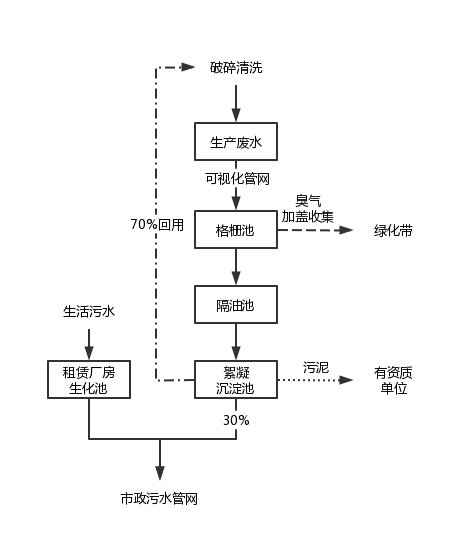 破碎清洗
生产废水
可视化管网
臭气
加盖收集
70%回用
格栅池
绿化带
隔油池
生活污水
租赁厂房
生化池
絮凝
沉淀池
污泥
有资质
单位
30%
市政污水管网